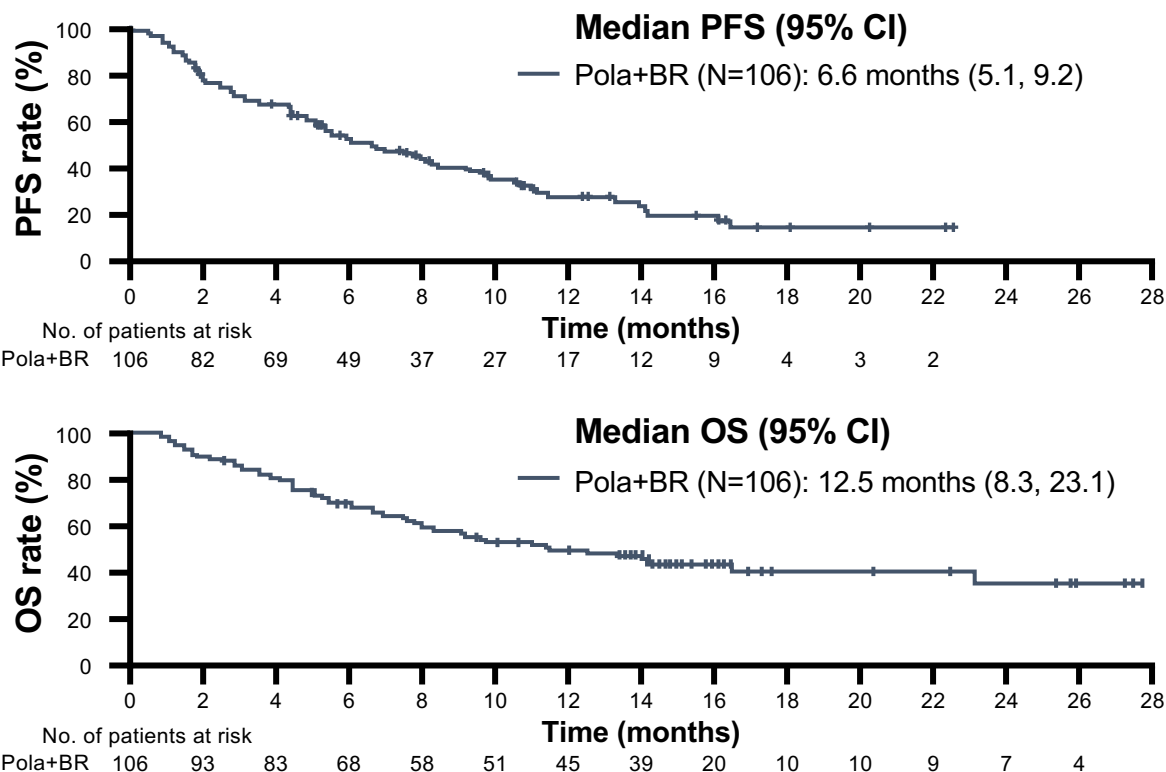 Median PFS (95% CI)
Pola+BR (N=106): 6.6 months (5.1, 9.2)
PFS rate (%)
100
80
60
40
20
0
0 2 4 6 8 10 12 14 16 18 20 22 24 26 28
Time (months)
No. of patients at risk
Pola+BR 106 82 69 49 37 27 17 12 9 4 3 2
Median OS (95% CI)
Pola+BR (N=106): 12.5 months (8.3, 23.1)
OS rate (%)
100
80
60
40
20
0
0 2 4 6 8 10 12 14 16 18 20 22 24 26 28
Time (months)
No. of patients at risk
Pola+BR 106 93 83 68 58 51 45 39 20 10 10 9 7 4